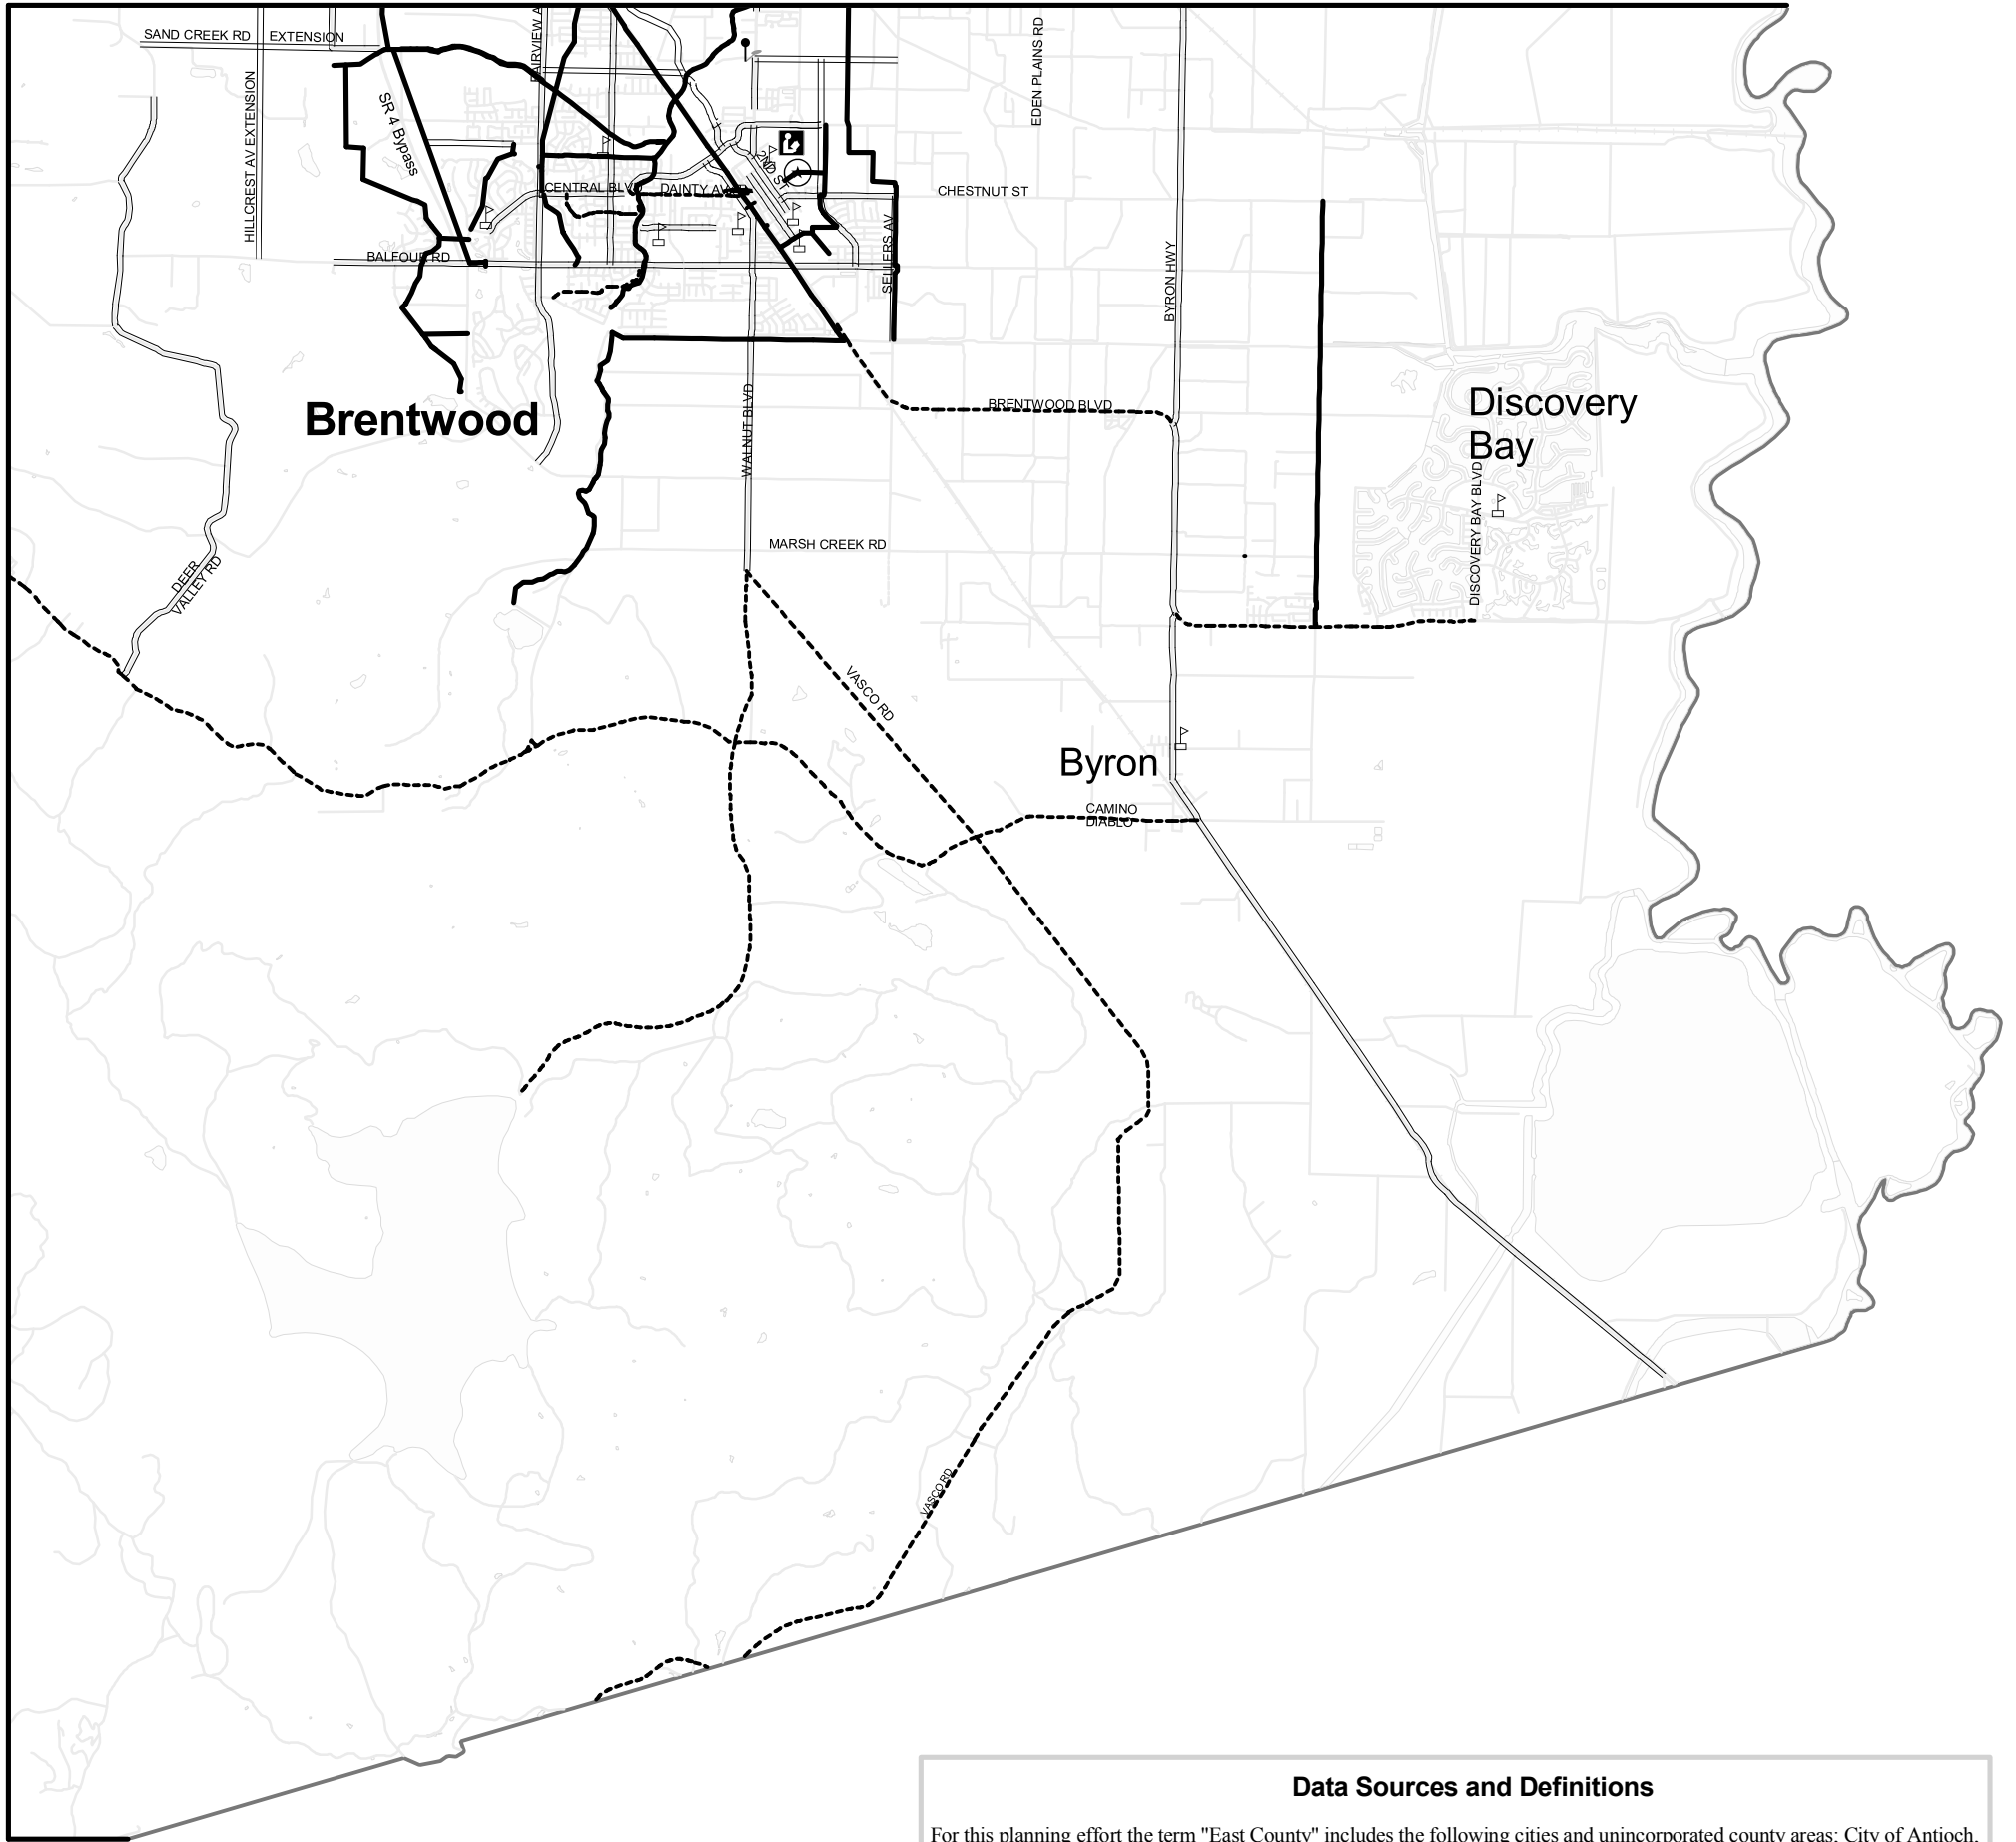 SAND CREEK RD
EXTENSION
FAIRVIEW A
EDEN PLAINS RD
HILLCREST AV EXTENSION
SR 4 Bypass
2ND ST
CENTRAL BLVD
DAINTY AV
CHESTNUT ST
SELLERS AV
BYRON HWY
BALFOUR RD
Brentwood
WALNUT BLVD
BRENTWOOD BLVD
Discovery
Bay
DISCOVERY BAY BLVD
MARSH CREEK RD
DEER
VALLEY RD
VASCO RD
Byron
CAMINO
DIABLO
VASCO RD
Data Sources and Definitions
For this planning effort the term "East County" includes the following cities and unincorporated county areas: City of Antioch,